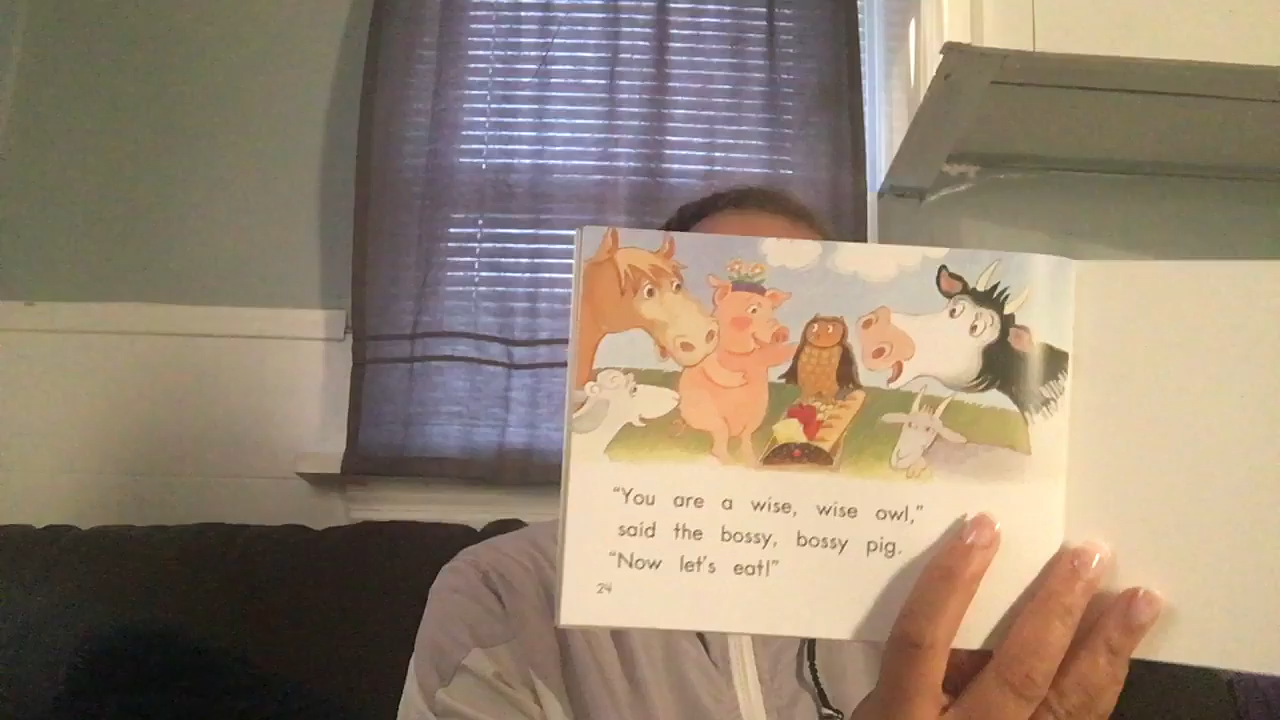 "You are a wise, wise owl,"
said the bossy, bossy pig.
"Now let's eat!"
24